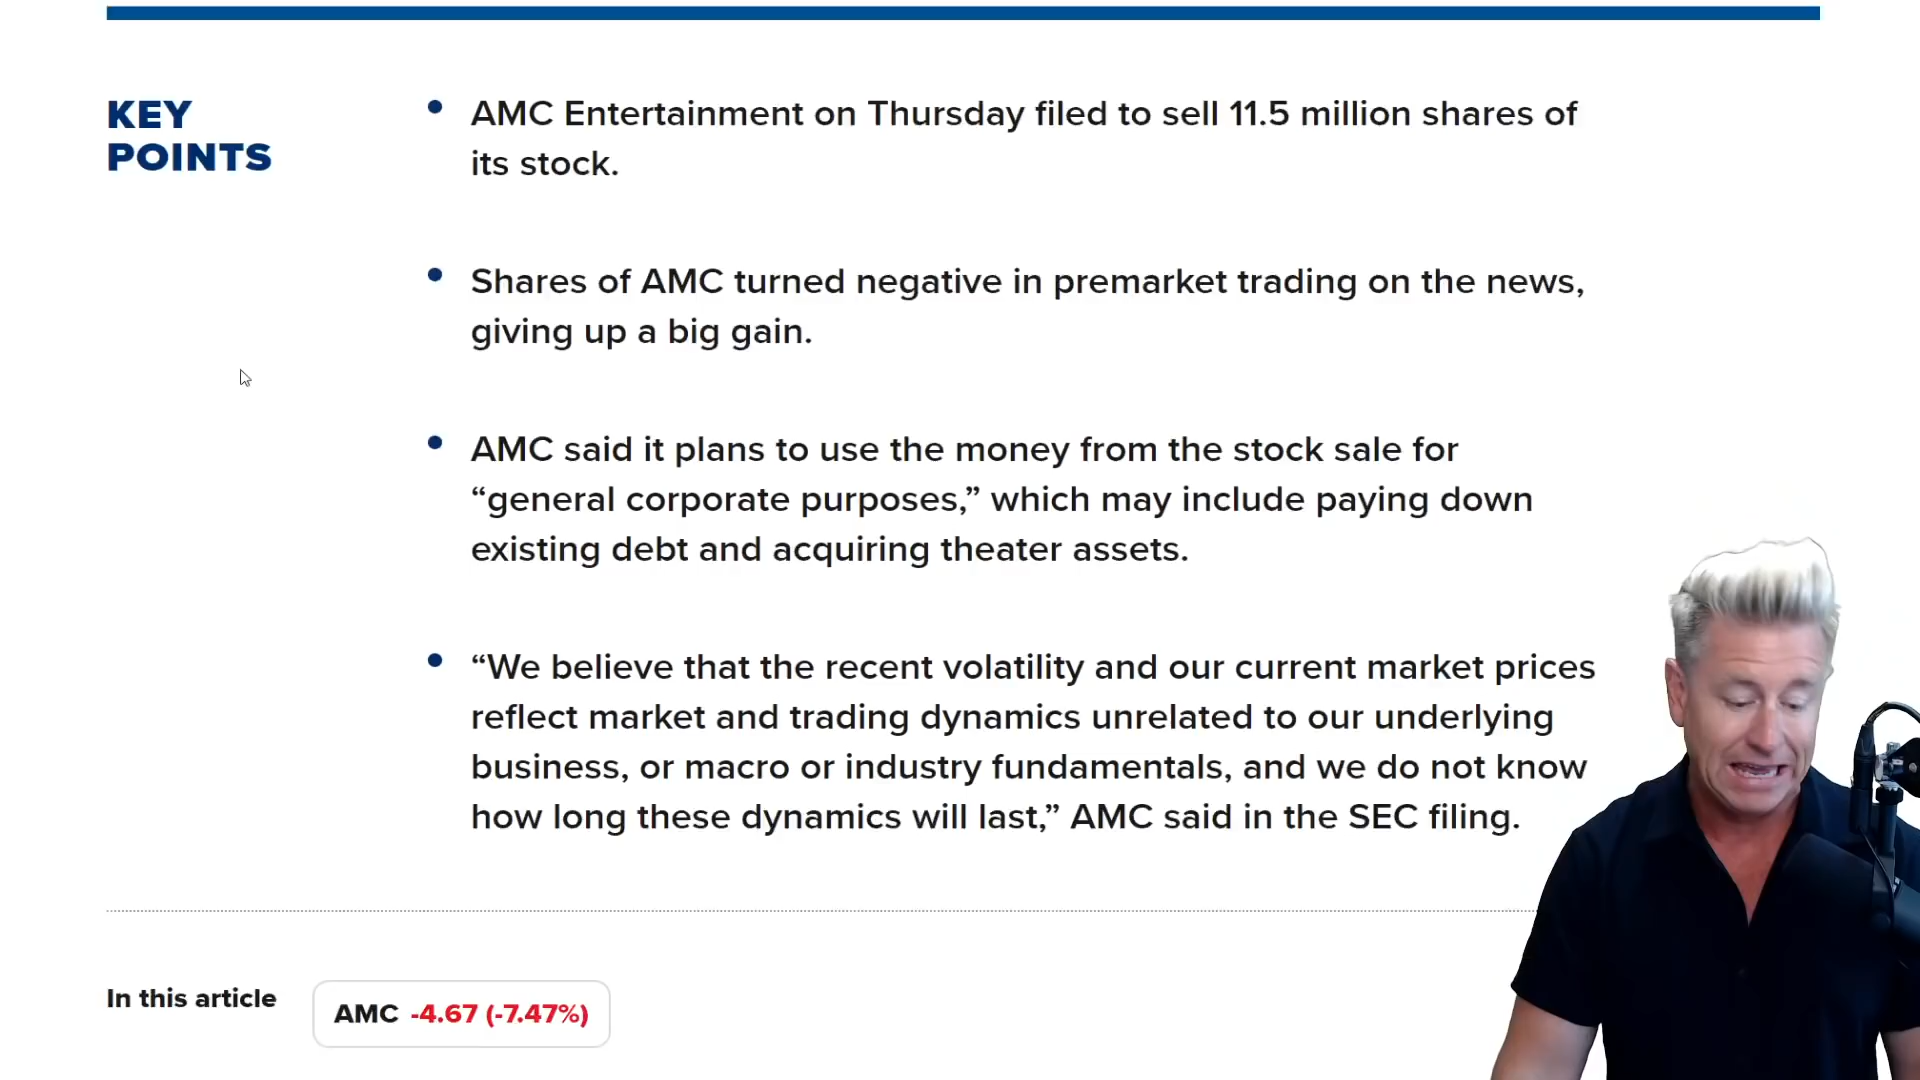 KEY
POINTS
AMC Entertainment on Thursday filed to sell 11.5 million shares of
its stock.
Shares of AMC turned negative in premarket trading on the news,
giving up a big gain.
AMC said it plans to use the money from the stock sale for
“general corporate purposes,” which may include paying down
existing debt and acquiring theater assets.
“We believe that the recent volatility and our current market prices
reflect market and trading dynamics unrelated to our underlying
business, or macro or industry fundamentals, and we do not know
how long these dynamics will last,” AMC said in the SEC filing.
In this article
AMC -4.67 (-7.47%)